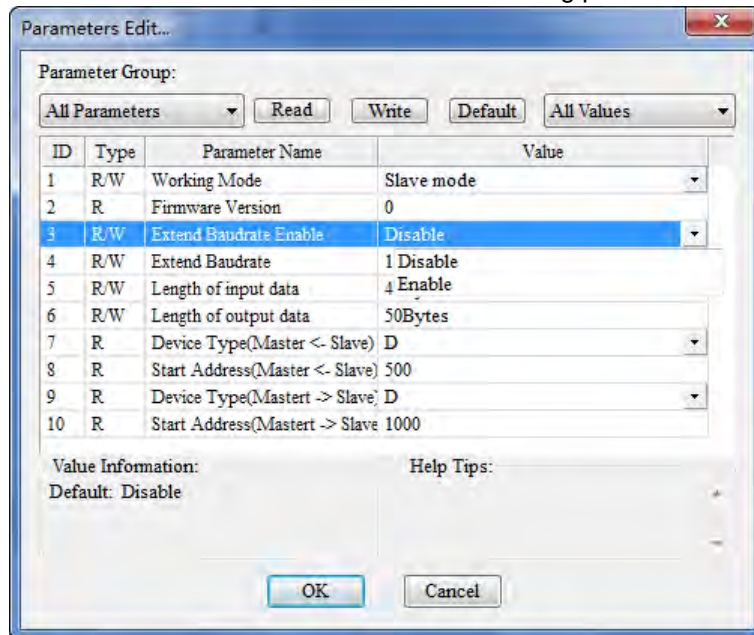 Parameters Edit...
Parameter Group:
All Parameters Read Write Default All Values
ID Type Parameter Name Value
1 R/W Working Mode Slave mode
2 R Firmware Version 0
3 R/W Extend Baudrate Enable Disable
4 R/W Extend Baudrate 1 Disable
5 R/W Length of input data 4 Enable
6 R/W Length of output data 50Bytes
7 R Device Type(Master <- Slave) D
8 R Start Address(Master <- Slave) 500
9 R Device Type(Mastert -> Slave) D
10 R Start Address(Mastert -> Slave 1000
Value Information: Help Tips:
Default: Disable
OK Cancel